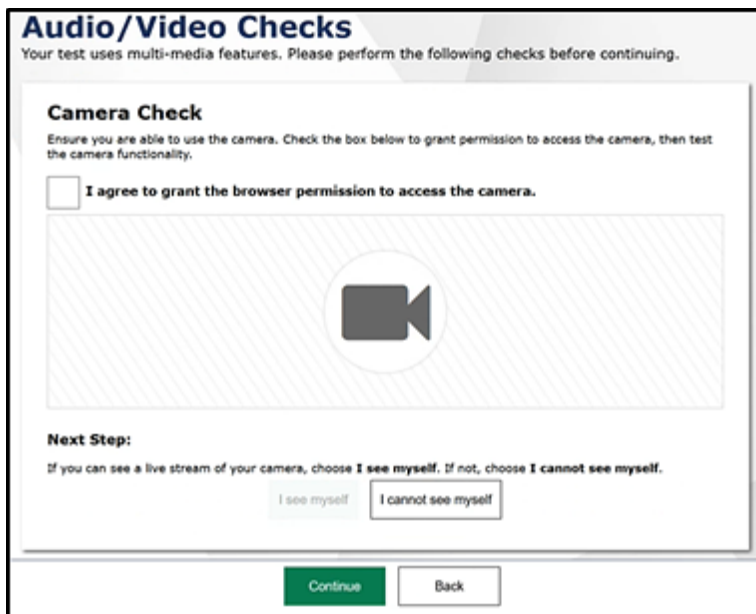 Audio/Video Checks
Your test uses multi-media features. Please perform the following checks before continuing.
Camera Check
Ensure you are able to use the camera. Check the box below to grant permission to access the camera, then test
the camera functionality.
I agree to grant the browser permission to access the camera.
Next Step:
If you can see a live stream of your camera, choose I see myself. If not, choose I cannot see myself.
I see myself I cannot see myself
Continue Back